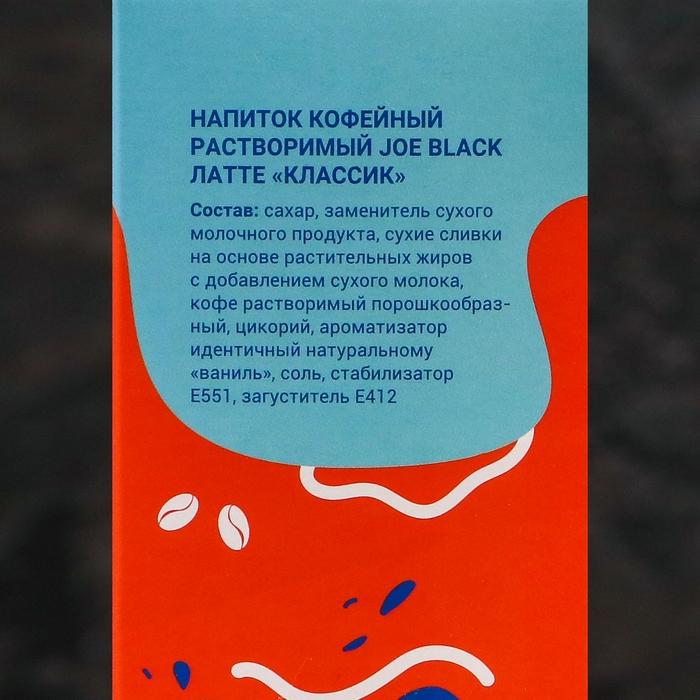 НАПИТОК КОФЕЙНЫЙ
РАСТВОРИМЫЙ JOE BLACK
ЛАТТЕ «КЛАССИК»
Состав: сахар, заменитель сухого
молочного продукта, сухие сливки
на основе растительных жиров
с добавлением сухого молока,
кофе растворимый порошкообраз-
ный, цикорий, ароматизатор
идентичный натуральному
«ваниль», соль, стабилизатор
Е551, загуститель Е412